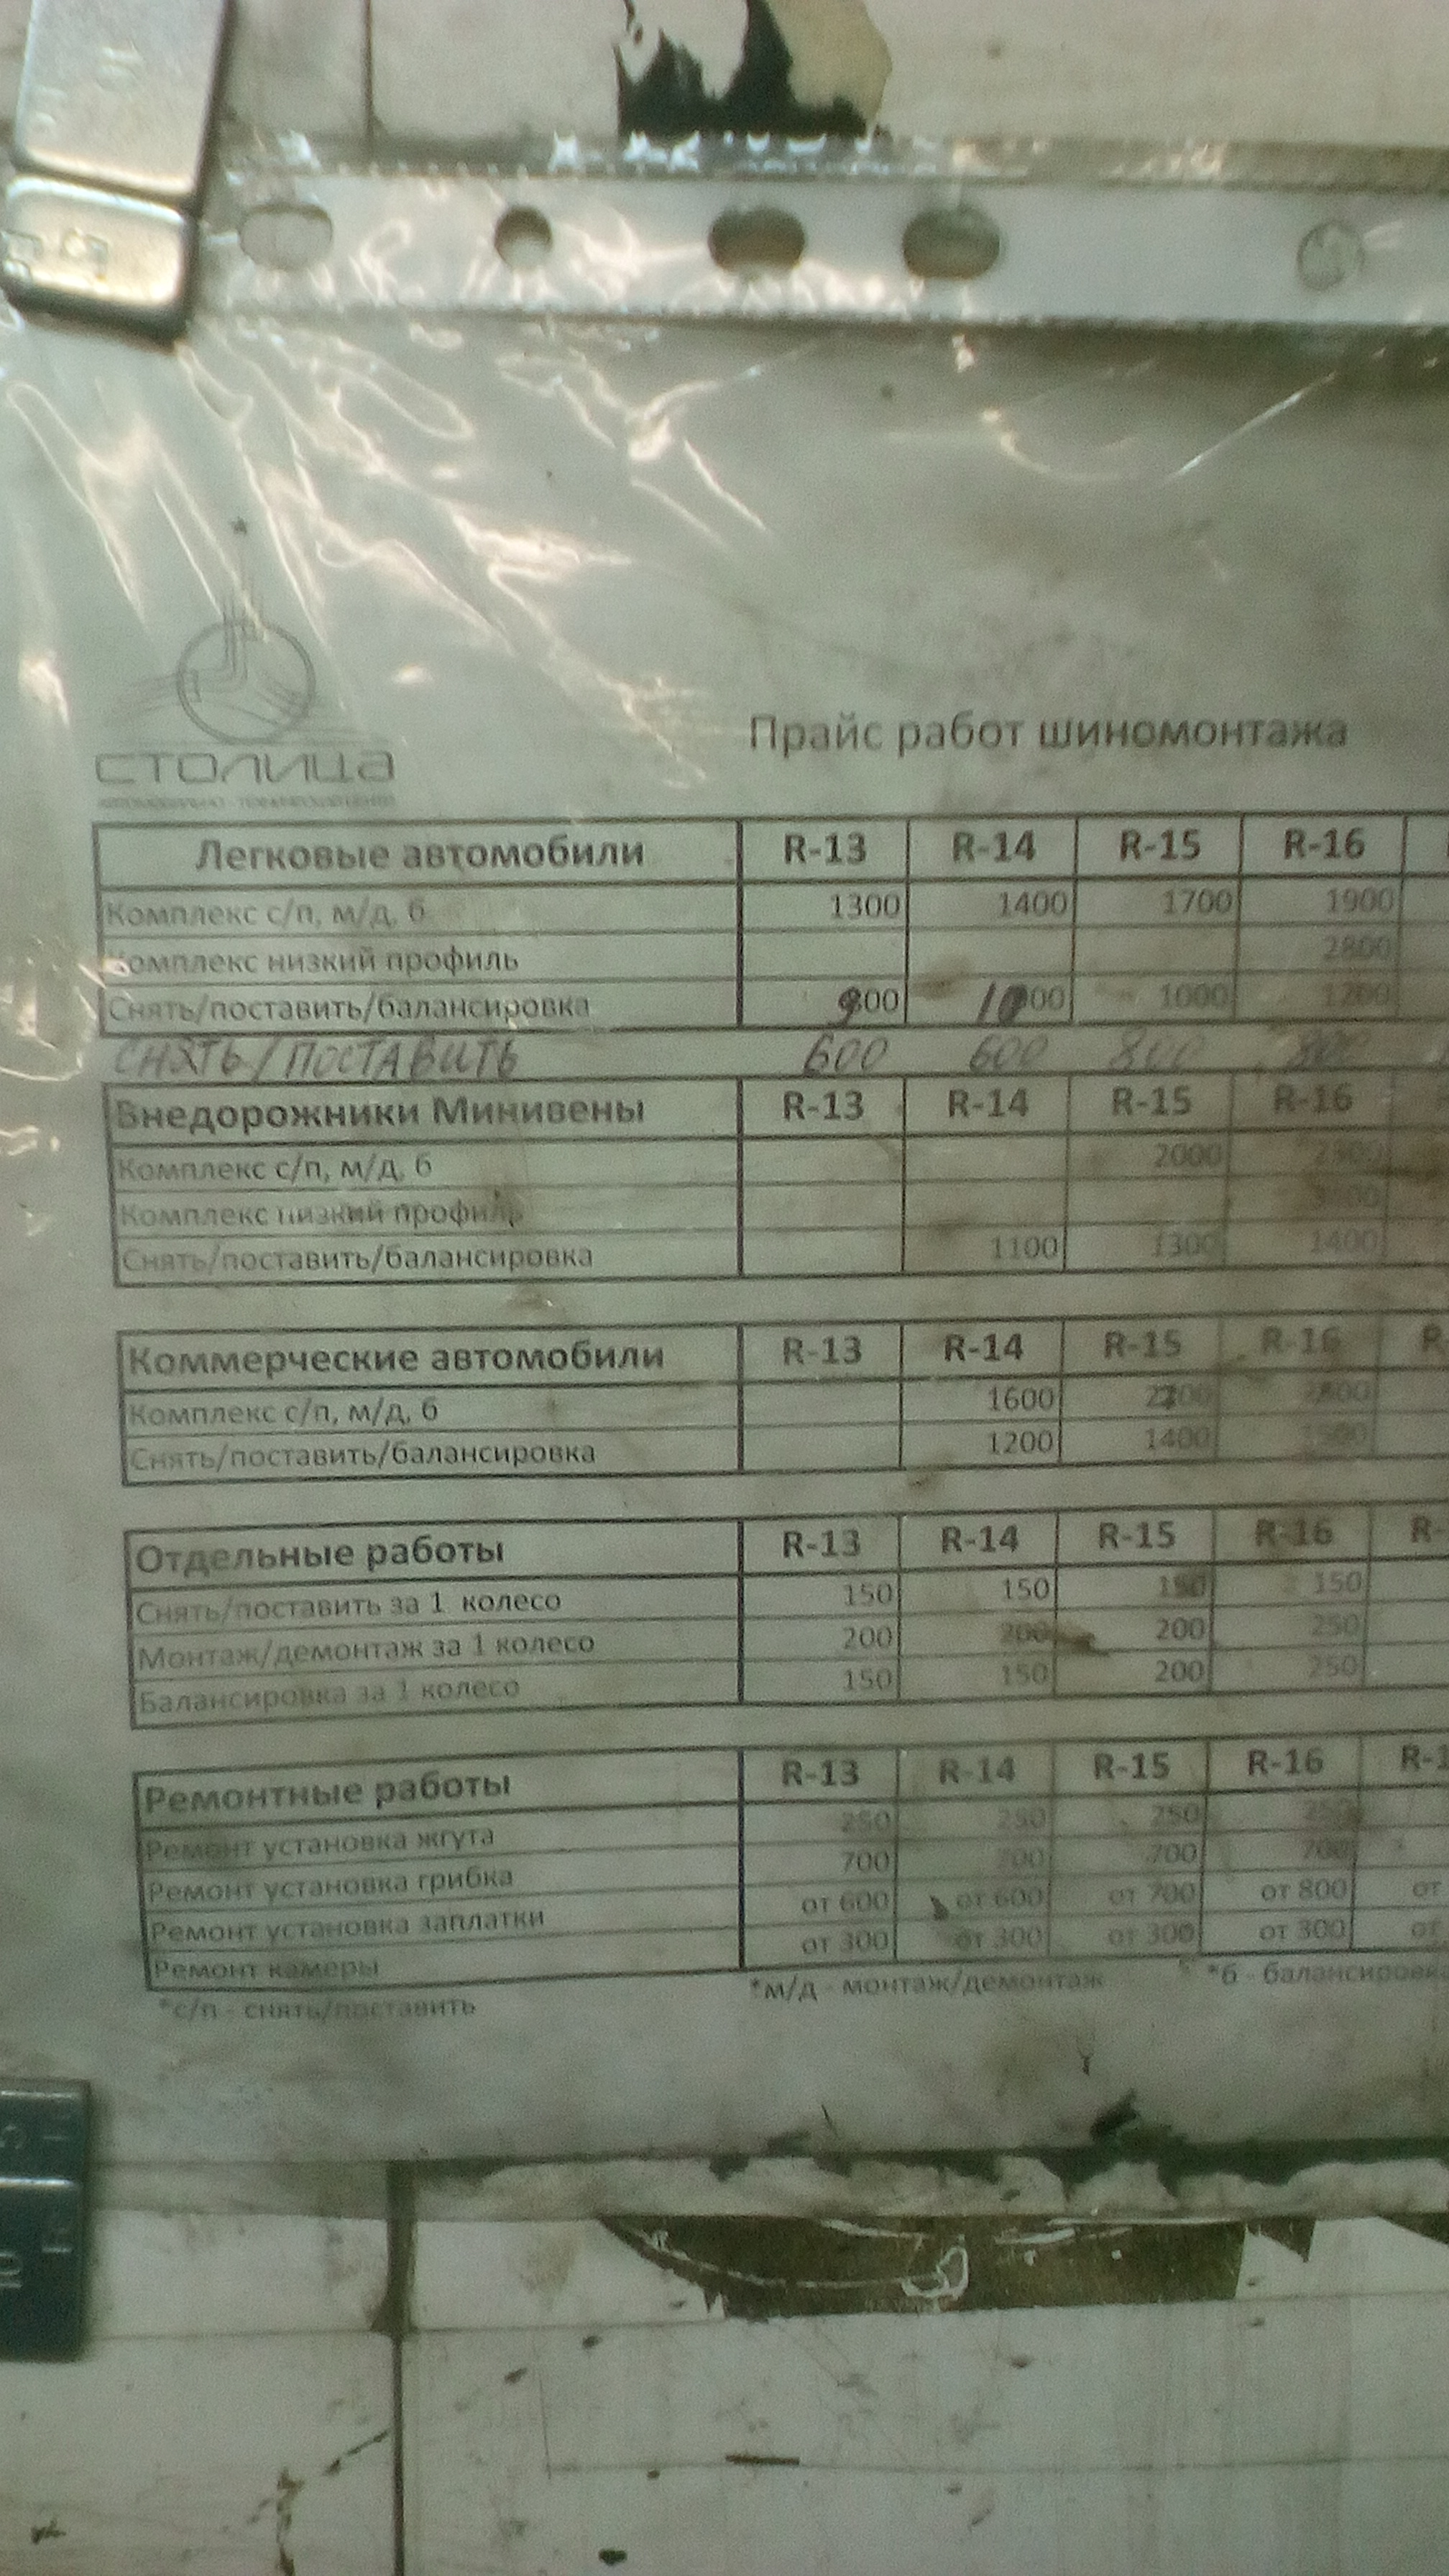 СТОЛИЦА
Прайс работ шиномонтажа
Легковые автомобили R-13 R-14 R-15 R-16
Комплекс с/п, м/д, б 1300 1400 1700 1900
Комплекс низкий профиль 2800
Снять/поставить/балансировка 900 1000 1000 1200
СНЯТЬ/ПОСТАВИТЬ 600 600 800 800
Внедорожники Минивены R-13 R-14 R-15 R-16
Комплекс с/п, м/д, б 2000
Комплекс низкий профиль
Снять/поставить/балансировка 1100 1300 1400
Коммерческие автомобили R-13 R-14 R-15 R-16
Комплекс с/п, м/д, б 1600
Снять/поставить/балансировка 1200 1400
Отдельные работы R-13 R-14 R-15 R-16
Снять/поставить за 1 колесо 150 150 150 150
Монтаж/демонтаж за 1 колесо 200 200 200 250
Балансировка за 1 колесо 150 150 200 250
Ремонтные работы R-13 R-14 R-15 R-16
Ремонт установка жгута 250 250 250 250
Ремонт установка грибка 700 700 700 700
Ремонт установка заплатки от 600 от 600 от 700 от 800 от
Ремонт камеры от 300 от 300 от 300 от 300 от
*с/п - снять/поставить *м/д - монтаж/демонтаж *б - балансировка